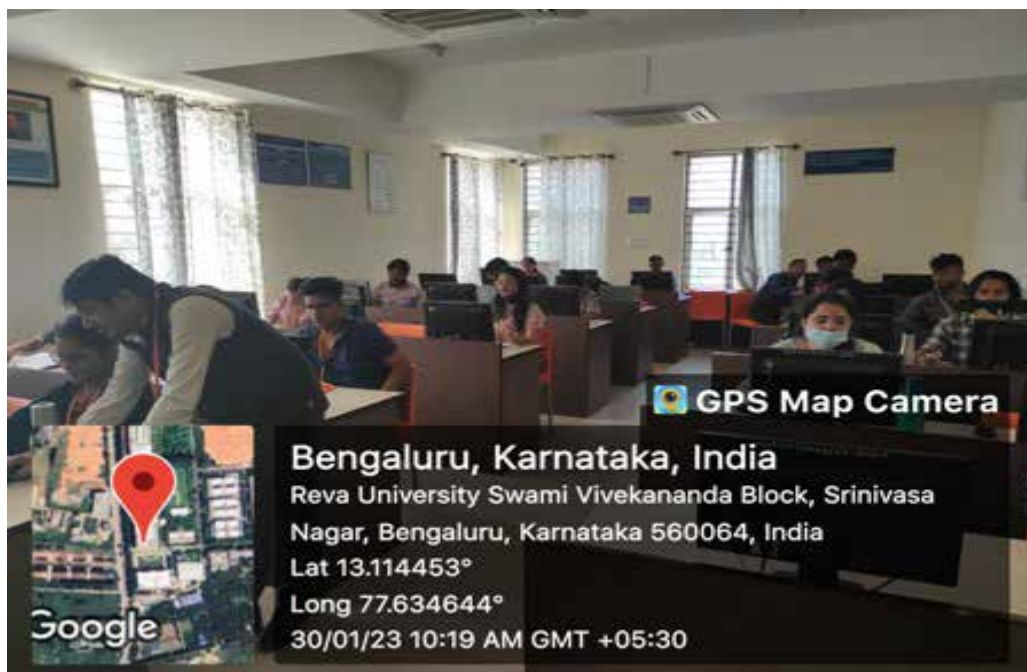 GPS Map Camera
Bengaluru, Karnataka, India
Reva University Swami Vivekananda Block, Srinivasa
Nagar, Bengaluru, Karnataka 560064, India
Lat 13.114453°
Long 77.634644°
30/01/23 10:19 AM GMT +05:30
Google